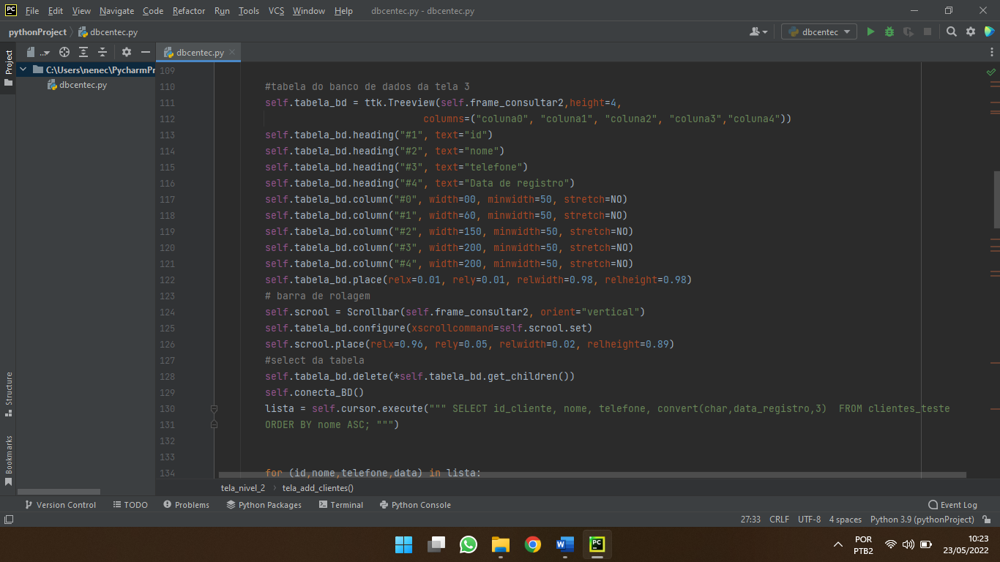 PC File Edit View Navigate Code Refactor Run Tools VCS Window Help dbcentec.py - dbcentec.py
pythonProject dbcentec.py dbcentec
Project ..
dbcentec.py
C:\Users\nenec\PycharmPr
dbcentec.py
109
110 #tabela do banco de dados da tela 3
111 self.tabela_bd = ttk.Treeview(self.frame_consultar2,height=4,
112 columns=("coluna0", "coluna1", "coluna2", "coluna3","coluna4"))
113 self.tabela_bd.heading("#1", text="id")
114 self.tabela_bd.heading("#2", text="nome")
115 self.tabela_bd.heading("#3", text="telefone")
116 self.tabela_bd.heading("#4", text="Data de registro")
117 self.tabela_bd.column("#0", width=00, minwidth=50, stretch=NO)
118 self.tabela_bd.column("#1", width=60, minwidth=50, stretch=NO)
119 self.tabela_bd.column("#2", width=150, minwidth=50, stretch=NO)
120 self.tabela_bd.column("#3", width=200, minwidth=50, stretch=NO)
121 self.tabela_bd.column("#4", width=200, minwidth=50, stretch=NO)
122 self.tabela_bd.place(relx=0.01, rely=0.01, relwidth=0.98, relheight=0.98)
123 # barra de rolagem
124 self.scrool = Scrollbar(self.frame_consultar2, orient="vertical")
125 self.tabela_bd.configure(xscrollcommand=self.scrool.set)
126 self.scrool.place(relx=0.96, rely=0.05, relwidth=0.02, relheight=0.89)
127 #select da tabela
128 self.tabela_bd.delete(*self.tabela_bd.get_children())
129 self.conecta_BD()
130 lista = self.cursor.execute(""" SELECT id_cliente, nome, telefone, convert(char,data_registro,3)  FROM clientes_teste
131 ORDER BY nome ASC; """)
132
133
134 for (id,nome,telefone,data) in lista:
Structure
Bookmarks
tela_nivel_2 tela_add_clientes()
Version Control TODO Problems Python Packages Terminal Python Console Event Log
27:33 CRLF UTF-8 4 spaces Python 3.9 (pythonProject)
W PC
POR 10:23
PTB2 23/05/2022